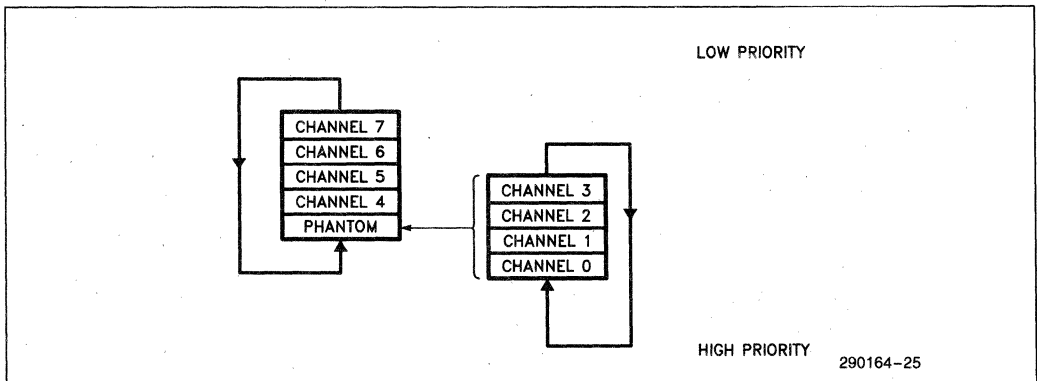 LOW PRIORITY
CHANNEL 7
CHANNEL 6
CHANNEL 5
CHANNEL 4
PHANTOM
CHANNEL 3
CHANNEL 2
CHANNEL 1
CHANNEL 0
HIGH PRIORITY
290164-25